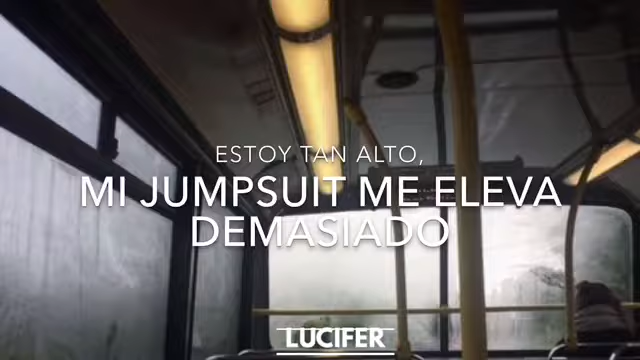 ESTOY TAN ALTO,
MI JUMPSUIT ME ELEVA
DEMASIADO
LUCIFER